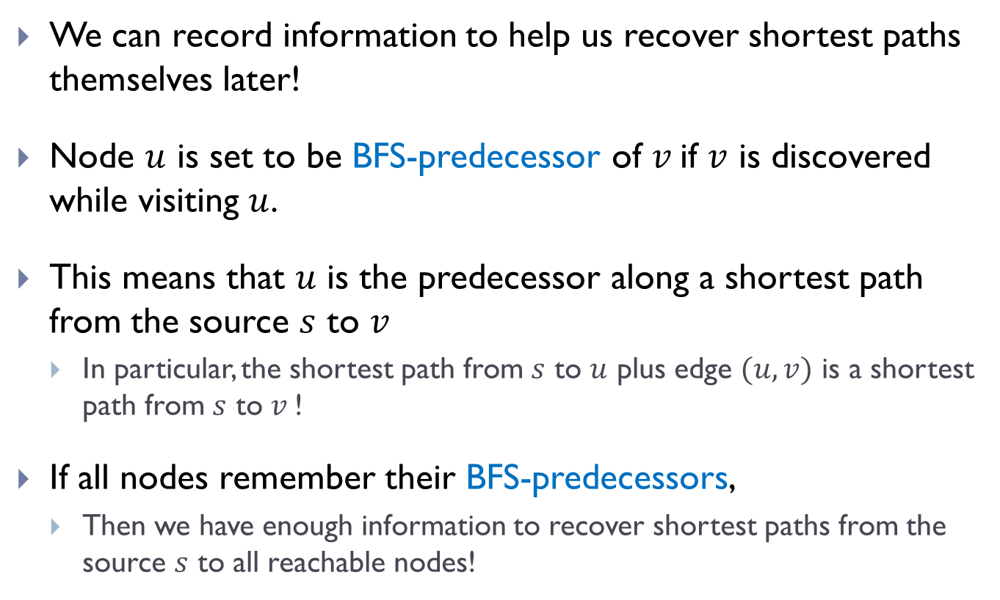 We can record information to help us recover shortest paths
themselves later!
Node 𝑢 is set to be BFS-predecessor of 𝑣 if 𝑣 is discovered
while visiting 𝑢.
This means that 𝑢 is the predecessor along a shortest path
from the source 𝑠 to 𝑣
In particular, the shortest path from 𝑠 to 𝑢 plus edge (𝑢, 𝑣) is a shortest
path from 𝑠 to 𝑣 !
If all nodes remember their BFS-predecessors,
Then we have enough information to recover shortest paths from the
source 𝑠 to all reachable nodes!